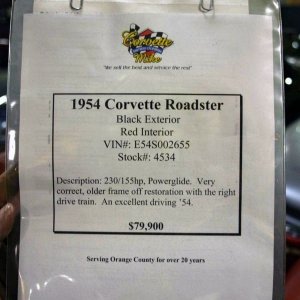 Corvette
Mike
"We sell the best and service the rest"
1954 Corvette Roadster
Black Exterior
Red Interior
VIN#: E54S002655
Stock#: 4534
Description: 230/155hp, Powerglide. Very
correct, older frame off restoration with the right
drive train. An excellent driving '54.
$79,900
Serving Orange County for over 20 years